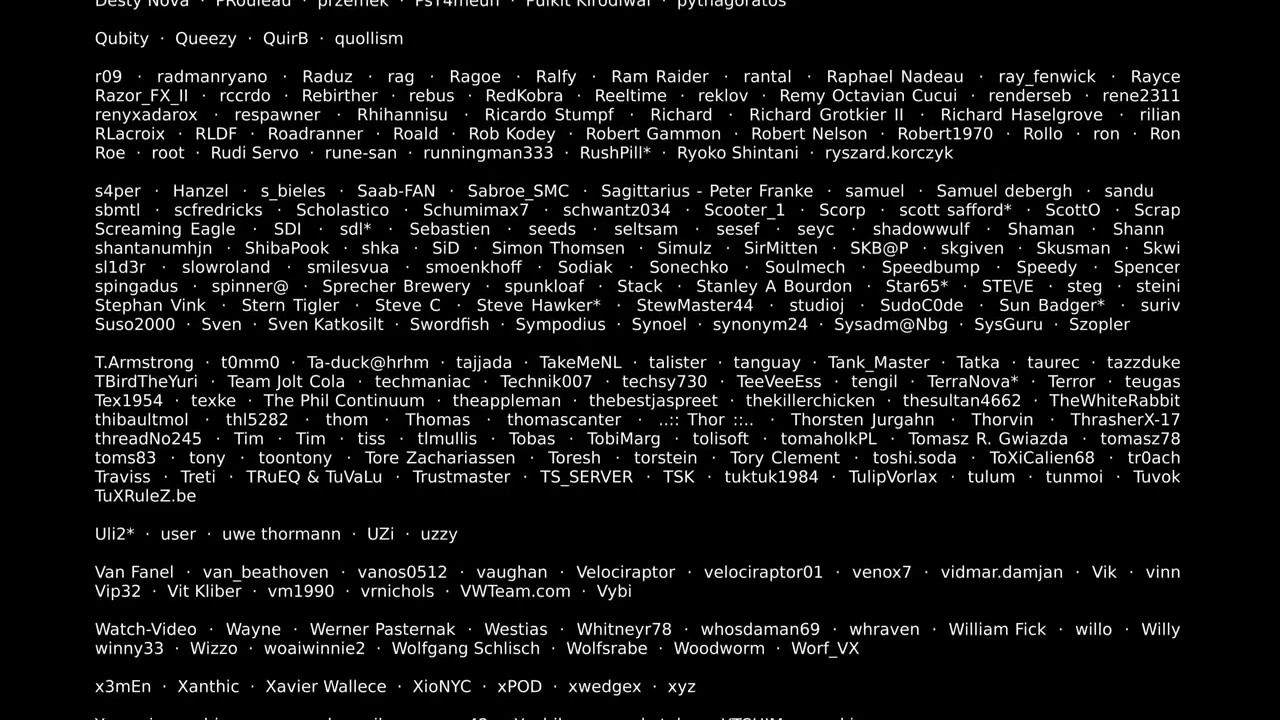 Desty Nova · PRouleau · przemek · PsT4meun · Pulkit Kirodiwal · pythagoratos
Qubity · Queezy · QuirB · quollism
r09 · radmanryano · Raduz · rag · Ragoe · Ralfy · Ram Raider · rantal · Raphael Nadeau · ray_fenwick · Rayce
Razor_FX_II · rccrdo · Rebirther · rebus · RedKobra · Reeltime · reklov · Remy Octavian Cucui · renderseb · rene2311
renyxadarox · respawner · Rhihannisu · Ricardo Stumpf · Richard · Richard Grotkier II · Richard Haselgrove · rilian
RLacroix · RLDF · Roadranner · Roald · Rob Kodey · Robert Gammon · Robert Nelson · Robert1970 · Rollo · ron · Ron
Roe · root · Rudi Servo · rune-san · runningman333 · RushPill* · Ryoko Shintani · ryszard.korczyk
s4per · Hanzel · s_bieles · Saab-FAN · Sabroe_SMC · Sagittarius - Peter Franke · samuel · Samuel debergh · sandu
sbmtl · scfredricks · Scholastico · Schumimax7 · schwantz034 · Scooter_1 · Scorp · scott safford* · ScottO · Scrap
Screaming Eagle · SDI · sdl* · Sebastien · seeds · seltsam · sesef · seyc · shadowwulf · Shaman · Shann
shantanumhjn · ShibaPook · shka · SiD · Simon Thomsen · Simulz · SirMitten · SKB@P · skgiven · Skusman · Skwi
sl1d3r · slowroland · smilesvua · smoenkhoff · Sodiak · Sonechko · Soulmech · Speedbump · Speedy · Spencer
spingadus · spinner@ · Sprecher Brewery · spunkloaf · Stack · Stanley A Bourdon · Star65* · STE\/E · steg · steini
Stephan Vink · Stern Tigler · Steve C · Steve Hawker* · StewMaster44 · studioj · SudoC0de · Sun Badger* · suriv
Suso2000 · Sven · Sven Katkosilt · Swordfish · Sympodius · Synoel · synonym24 · Sysadm@Nbg · SysGuru · Szopler
T.Armstrong · t0mm0 · Ta-duck@hrhm · tajjada · TakeMeNL · talister · tanguay · Tank_Master · Tatka · taurec · tazzduke
TBirdTheYuri · Team Jolt Cola · techmaniac · Technik007 · techsy730 · TeeVeeEss · tengil · TerraNova* · Terror · teugas
Tex1954 · texke · The Phil Continuum · theappleman · thebestjaspreet · thekillerchicken · thesultan4662 · TheWhiteRabbit
thibaultmol · thl5282 · thom · Thomas · thomascanter · ..:: Thor ::.. · Thorsten Jurgahn · Thorvin · ThrasherX-17
threadNo245 · Tim · Tim · tiss · tlmullis · Tobas · TobiMarg · tolisoft · tomaholkPL · Tomasz R. Gwiazda · tomasz78
toms83 · tony · toontony · Tore Zachariassen · Toresh · torstein · Tory Clement · toshi.soda · ToXiCalien68 · tr0ach
Traviss · Treti · TRuEQ & TuVaLu · Trustmaster · TS_SERVER · TSK · tuktuk1984 · TulipVorlax · tulum · tunmoi · Tuvok
TuXRuleZ.be
Uli2* · user · uwe thormann · UZi · uzzy
Van Fanel · van_beathoven · vanos0512 · vaughan · Velociraptor · velociraptor01 · venox7 · vidmar.damjan · Vik · vinn
Vip32 · Vit Kliber · vm1990 · vrnichols · VWTeam.com · Vybi
Watch-Video · Wayne · Werner Pasternak · Westias · Whitneyr78 · whosdaman69 · whraven · William Fick · willo · Willy
winny33 · Wizzo · woaiwinnie2 · Wolfgang Schlisch · Wolfsrabe · Woodworm · Worf_VX
x3mEn · Xanthic · Xavier Wallece · XioNYC · xPOD · xwedgex · xyz